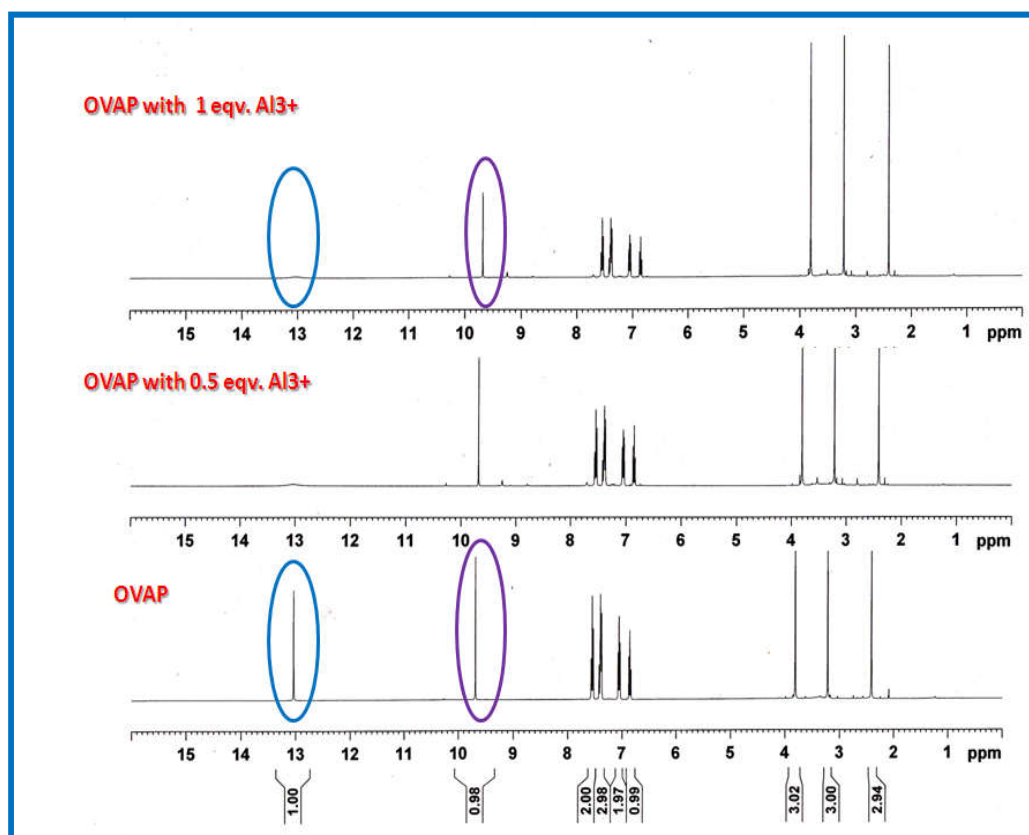 OVAP with 1 eqv. Al3+
15 14 13 12 11 10 9 8 7 6 5 4 3 2 1 ppm
OVAP with 0.5 eqv. Al3+
15 14 13 12 11 10 9 8 7 6 5 4 3 2 1 ppm
OVAP
15 14 13 12 11 10 9 8 7 6 5 4 3 2 1 ppm
1.00 0.98 2.00 2.98 1.97 0.99 3.02 3.00 2.94